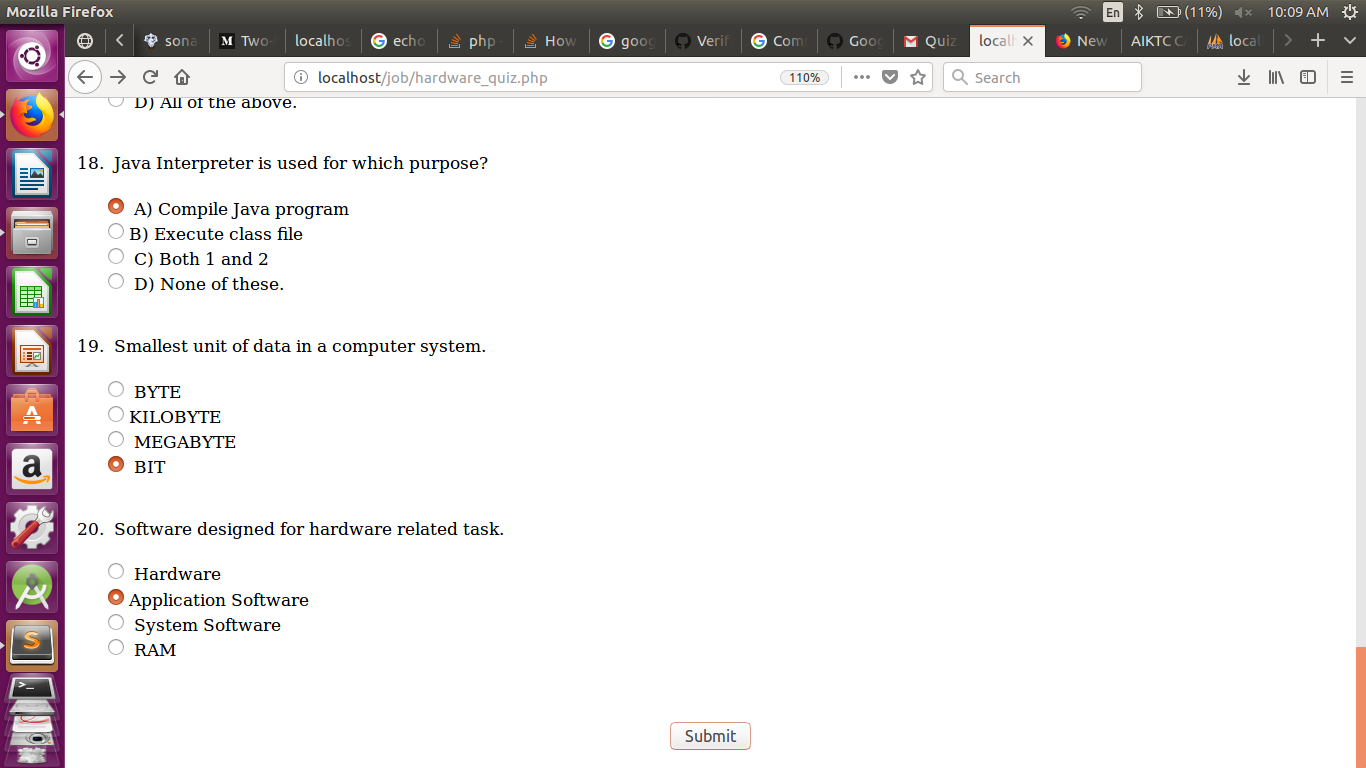 Mozilla Firefox
En (11%) 10:09 AM
sona M Two- localhos echo php- How goog Verif Com Goog Quiz local New AIKTC C local
localhost/job/hardware_quiz.php 110% Search
D) All of the above.
18. Java Interpreter is used for which purpose?
A) Compile Java program
B) Execute class file
C) Both 1 and 2
D) None of these.
19. Smallest unit of data in a computer system.
BYTE
KILOBYTE
MEGABYTE
BIT
20. Software designed for hardware related task.
Hardware
Application Software
System Software
RAM
Submit